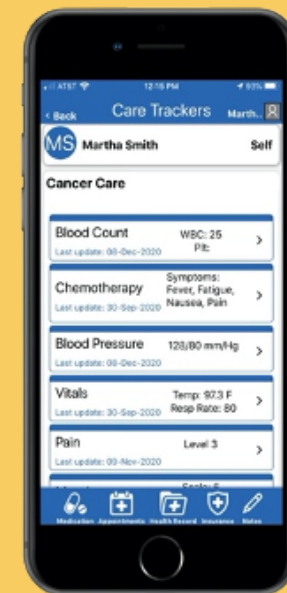 AT&T 12:15 PM 93%
< Back Care Trackers Marth..
MS Martha Smith Self
Cancer Care
Blood Count WBC: 25
Plt:
Last update: 08-Dec-2020
Symptoms:
Chemotherapy Fever, Fatigue,
Nausea, Pain
Last update: 30-Sep-2020
Blood Pressure 128/80 mm/Hg
Last update: 08-Dec-2020
Vitals Temp: 97.3 F
Resp Rate: 80
Last update: 30-Sep-2020
Pain Level 3
Last update: 09-Nov-2020
Medication Appointments Health Record Insurance Notes